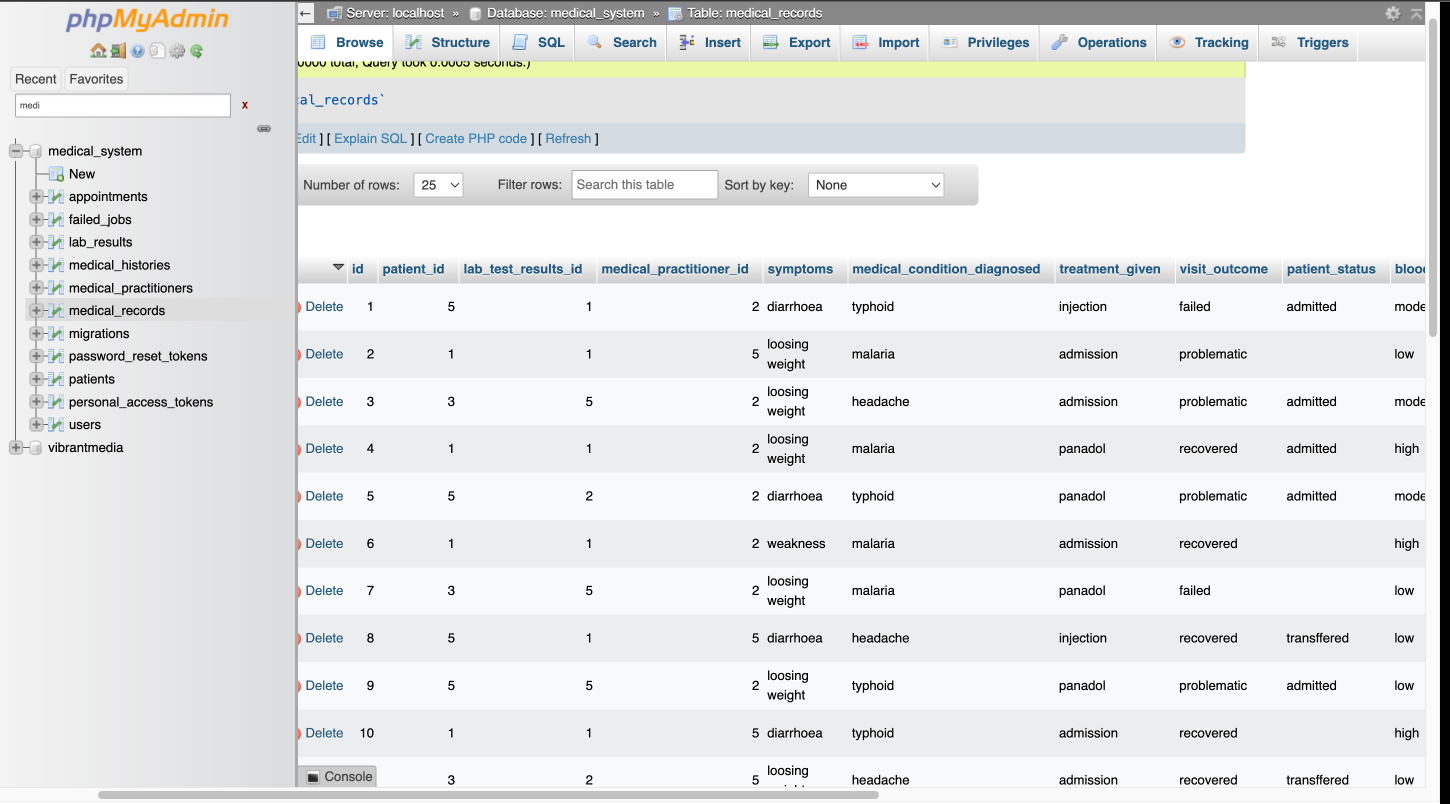 phpMyAdmin
Recent Favorites
medi x
medical_system
New
appointments
failed_jobs
lab_results
medical_histories
medical_practitioners
medical_records
migrations
password_reset_tokens
patients
personal_access_tokens
users
vibrantmedia
Server: localhost » Database: medical_system » Table: medical_records
Browse Structure SQL Search Insert Export Import Privileges Operations Tracking Triggers
0000 total, Query took 0.0005 seconds.)
cal_records`
Edit ] [ Explain SQL ] [ Create PHP code ] [ Refresh ]
Number of rows: 25 Filter rows: Search this table Sort by key: None
id patient_id lab_test_results_id medical_practitioner_id symptoms medical_condition_diagnosed treatment_given visit_outcome patient_status blood
Delete 1 5 1 2 diarrhoea typhoid injection failed admitted mode
Delete 2 1 1 5 loosing weight malaria admission problematic low
Delete 3 3 5 2 loosing weight headache admission problematic admitted mode
Delete 4 1 1 2 loosing weight malaria panadol recovered admitted high
Delete 5 5 2 2 diarrhoea typhoid panadol problematic admitted mode
Delete 6 1 1 2 weakness malaria admission recovered high
Delete 7 3 5 2 loosing weight malaria panadol failed low
Delete 8 5 1 5 diarrhoea headache injection recovered transffered low
Delete 9 5 5 2 loosing weight typhoid panadol problematic admitted low
Delete 10 1 1 5 diarrhoea typhoid admission recovered high
3 2 5 loosing headache admission recovered transffered low
Console